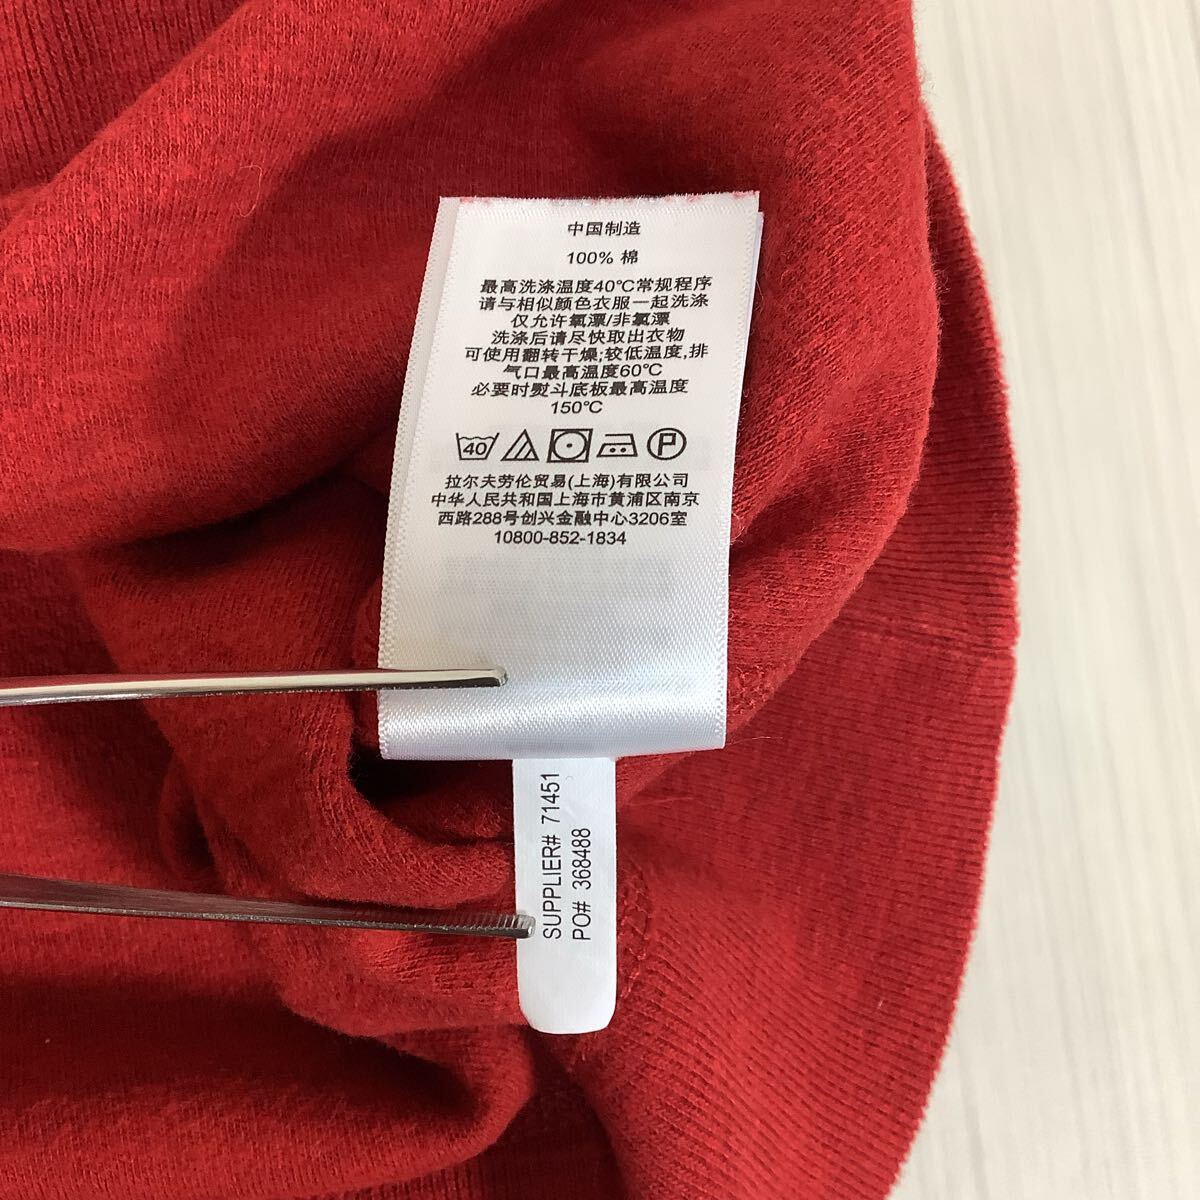 中国制造
100% 棉
最高洗涤温度40℃常规程序
请与相似颜色衣服一起洗涤
仅允许氧漂/非氯漂
洗涤后请尽快取出衣物
可使用翻转干燥;较低温度,排
气口最高温度60℃
必要时熨斗底板最高温度
150℃
40 P
拉尔夫劳伦贸易(上海)有限公司
中华人民共和国上海市黄浦区南京
西路288号创兴金融中心3206室
10800-852-1834
SUPPLIER# 71451
PO# 368488